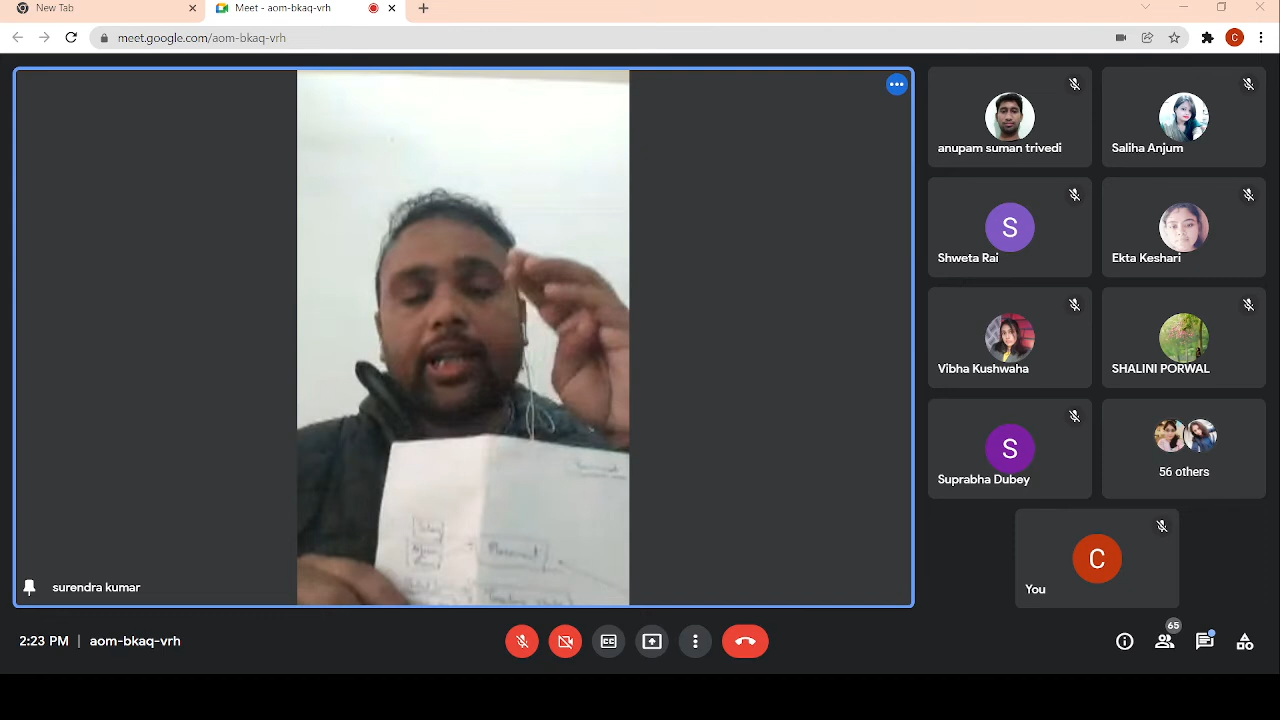 New Tab
Meet - aom-bkaq-vrh
meet.google.com/aom-bkaq-vrh
C
anupam suman trivedi
Saliha Anjum
S
Shweta Rai
Ekta Keshari
Vibha Kushwaha
SHALINI PORWAL
S
Suprabha Dubey
56 others
C
You
surendra kumar
2:23 PM | aom-bkaq-vrh
CC
65